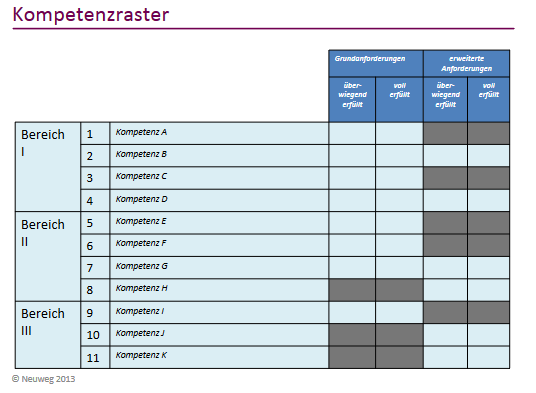 Kompetenzraster
Grundanforderungen
erweiterte
Anforderungen
über-
wiegend
erfüllt
voll
erfüllt
über-
wiegend
erfüllt
voll
erfüllt
Bereich
I
1 Kompetenz A
2 Kompetenz B
3 Kompetenz C
4 Kompetenz D
Bereich
II
5 Kompetenz E
6 Kompetenz F
7 Kompetenz G
8 Kompetenz H
Bereich
III
9 Kompetenz I
10 Kompetenz J
11 Kompetenz K
© Neuweg 2013